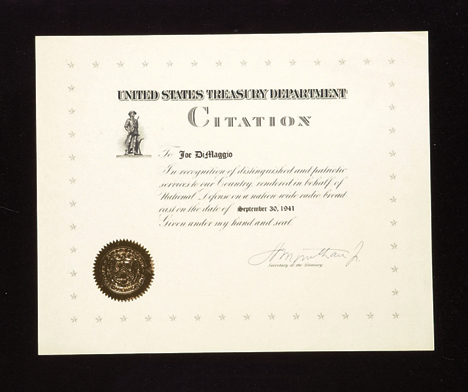 UNITED STATES TREASURY DEPARTMENT
CITATION
To Joe DiMaggio
In recognition of distinguished and patriotic
services to our Country, rendered in behalf of
National Defense on a nation-wide radio broad
cast on the date of September 30, 1941
Given under my hand and seal
Secretary of the Treasury